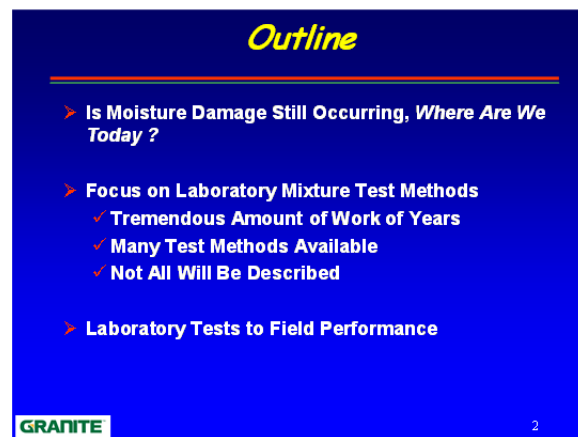 Outline
Is Moisture Damage Still Occurring, Where Are We
Today ?
Focus on Laboratory Mixture Test Methods
Tremendous Amount of Work of Years
Many Test Methods Available
Not All Will Be Described
Laboratory Tests to Field Performance
GRANITE
2